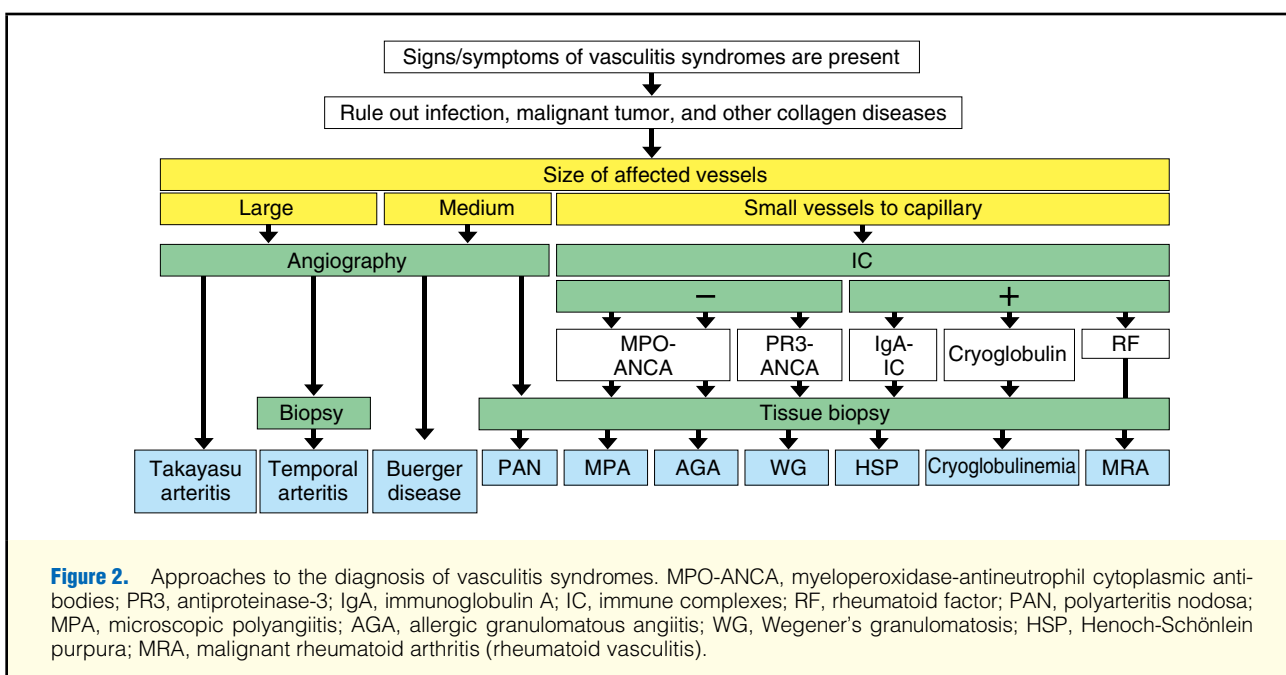 Signs/symptoms of vasculitis syndromes are present
Rule out infection, malignant tumor, and other collagen diseases
Size of affected vessels
Large
Medium
Small vessels to capillary
Angiography
IC
−
+
MPO-
ANCA
PR3-
ANCA
IgA-
IC
Cryoglobulin
RF
Biopsy
Tissue biopsy
Takayasu
arteritis
Temporal
arteritis
Buerger
disease
PAN
MPA
AGA
WG
HSP
Cryoglobulinemia
MRA
Figure 2. Approaches to the diagnosis of vasculitis syndromes. MPO-ANCA, myeloperoxidase-antineutrophil cytoplasmic anti-
bodies; PR3, antiproteinase-3; IgA, immunoglobulin A; IC, immune complexes; RF, rheumatoid factor; PAN, polyarteritis nodosa;
MPA, microscopic polyangiitis; AGA, allergic granulomatous angiitis; WG, Wegener's granulomatosis; HSP, Henoch-Schönlein
purpura; MRA, malignant rheumatoid arthritis (rheumatoid vasculitis).